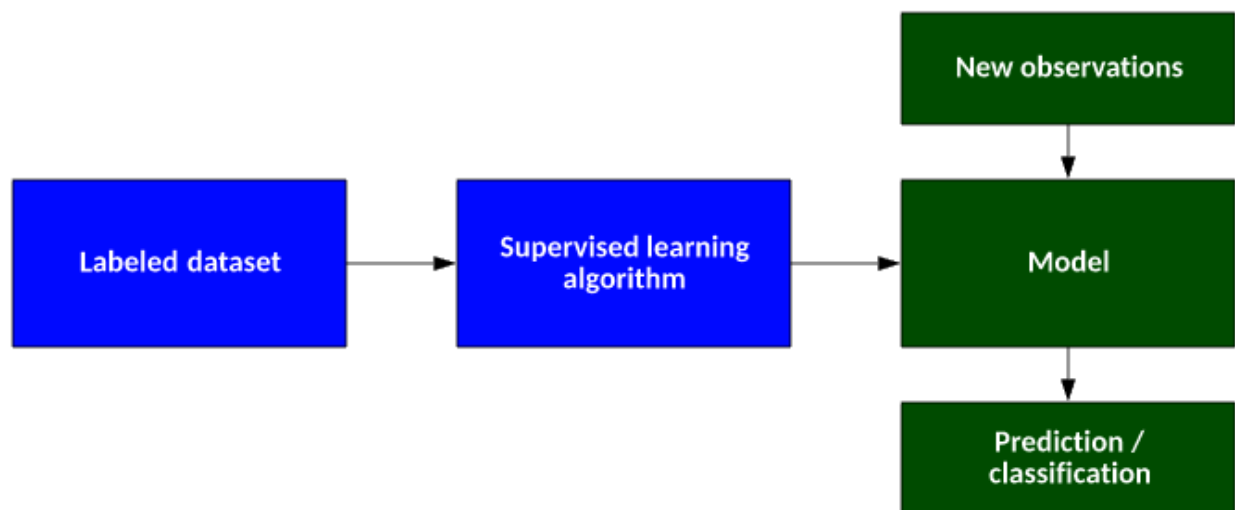 New observations
Labeled dataset
Supervised learning
algorithm
Model
Prediction /
classification